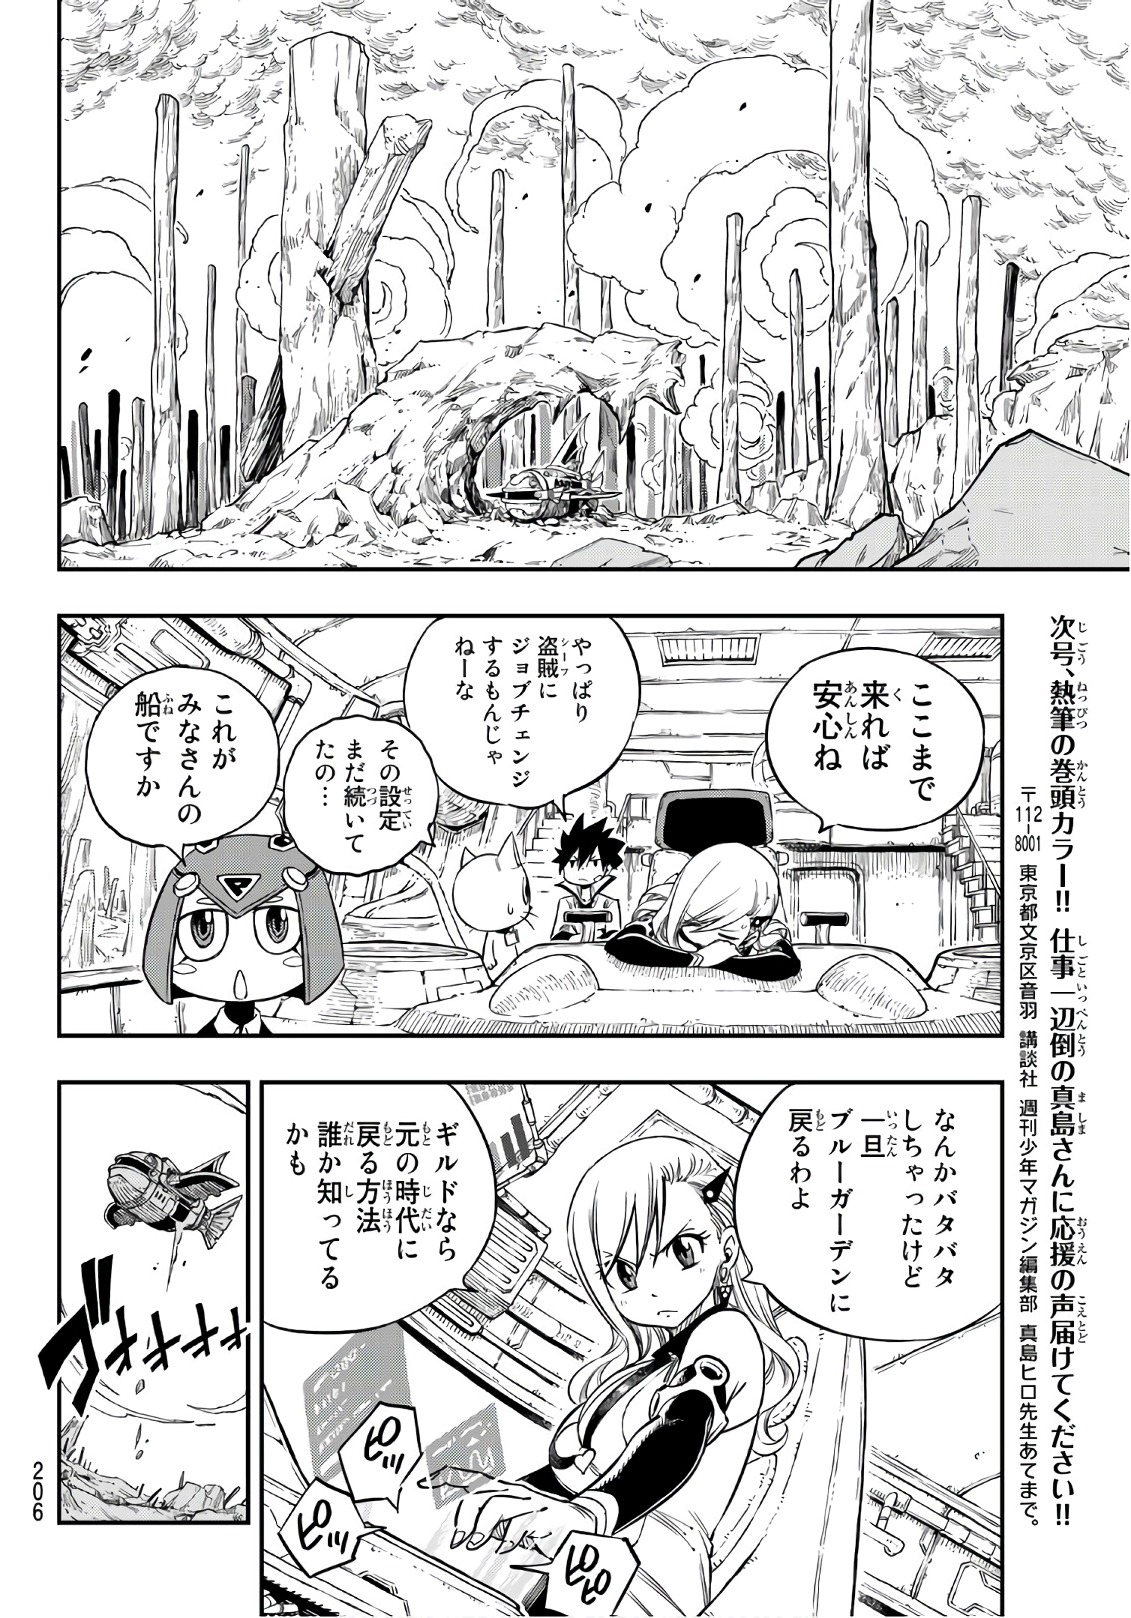 ここまで
来れば
安心ね
やっぱり
盗賊に
ジョブチェンジ
するもんじゃ
ねーな
その設定
まだ続いて
たの…
これが
みなさんの
船ですか
なんかバタバタ
しちゃったけど
一旦
ブルーガーデンに
戻るわよ
ギルドなら
元の時代に
戻る方法
誰か知ってる
かも
ピッ
ピッ
ピッ
ピピピ
ズオオオオ
次号、熱筆の巻頭カラー!! 仕事一辺倒の真島さんに応援の声届けてください!!
〒112-8001 東京都文京区音羽 講談社 週刊少年マガジン編集部 真島ヒロ先生あてまで。
206